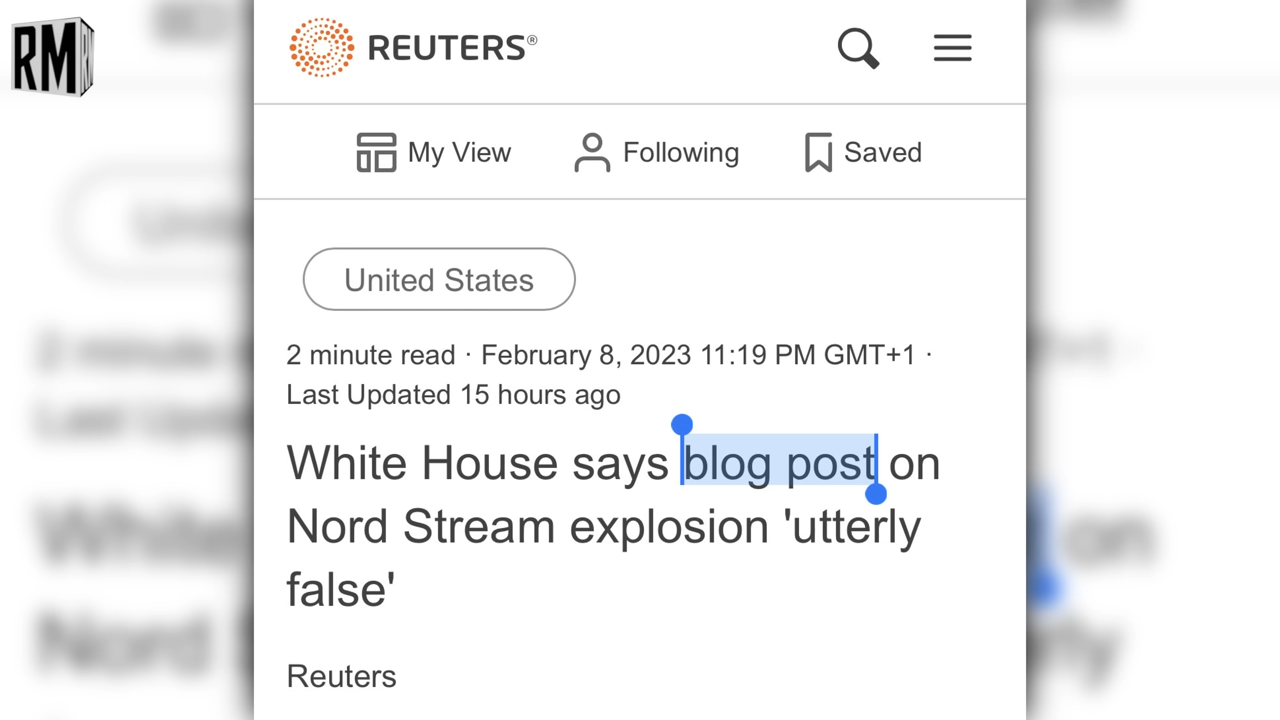 RM
REUTERS®
My View
Following
Saved
United States
2 minute read · February 8, 2023 11:19 PM GMT+1 ·
Last Updated 15 hours ago
White House says blog post on
Nord Stream explosion 'utterly
false'
Reuters